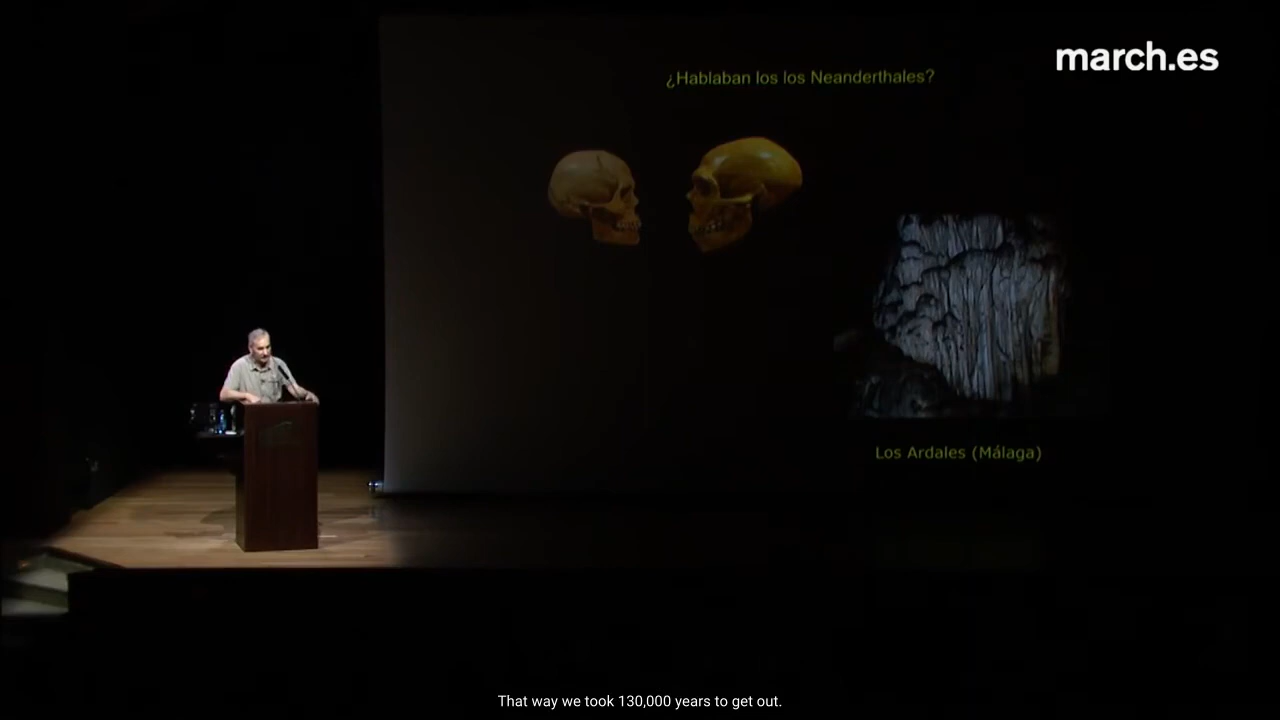 march.es
¿Hablaban los los Neanderthales?
Los Ardales (Málaga)
That way we took 130,000 years to get out.